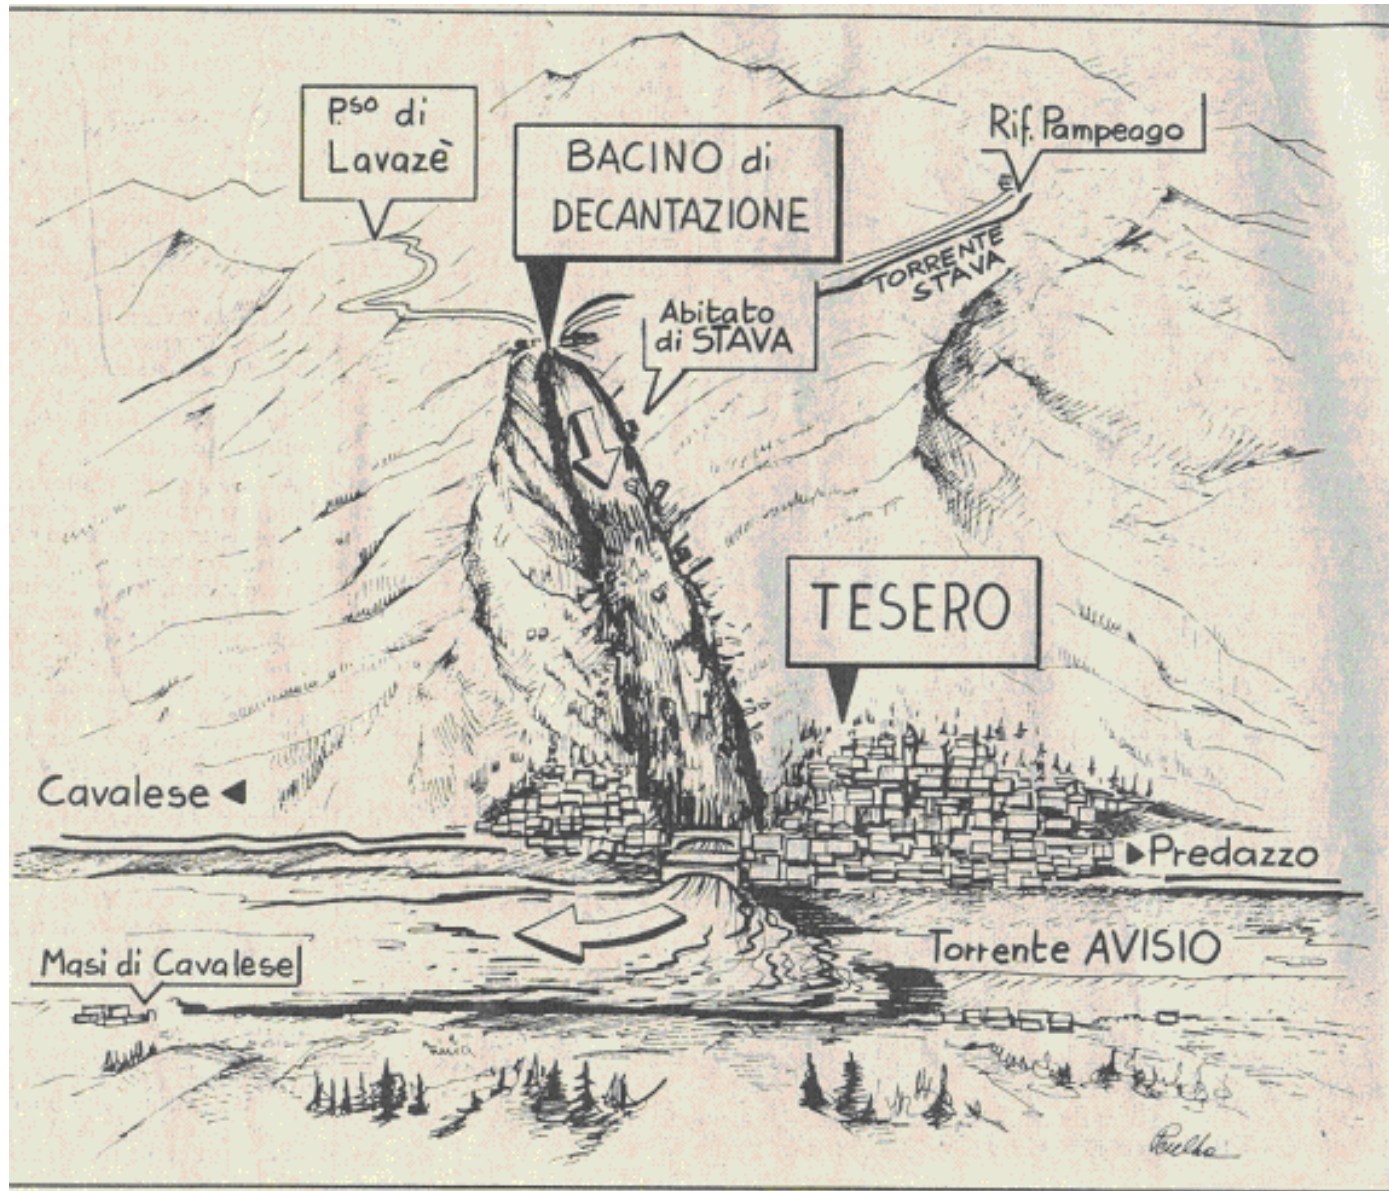 P.so di
Lavazè
BACINO di
DECANTAZIONE
Rif. Pampeago
TORRENTE
STAVA
Abitato
di STAVA
TESERO
Cavalese
Predazzo
Torrente AVISIO
Masi di Cavalese